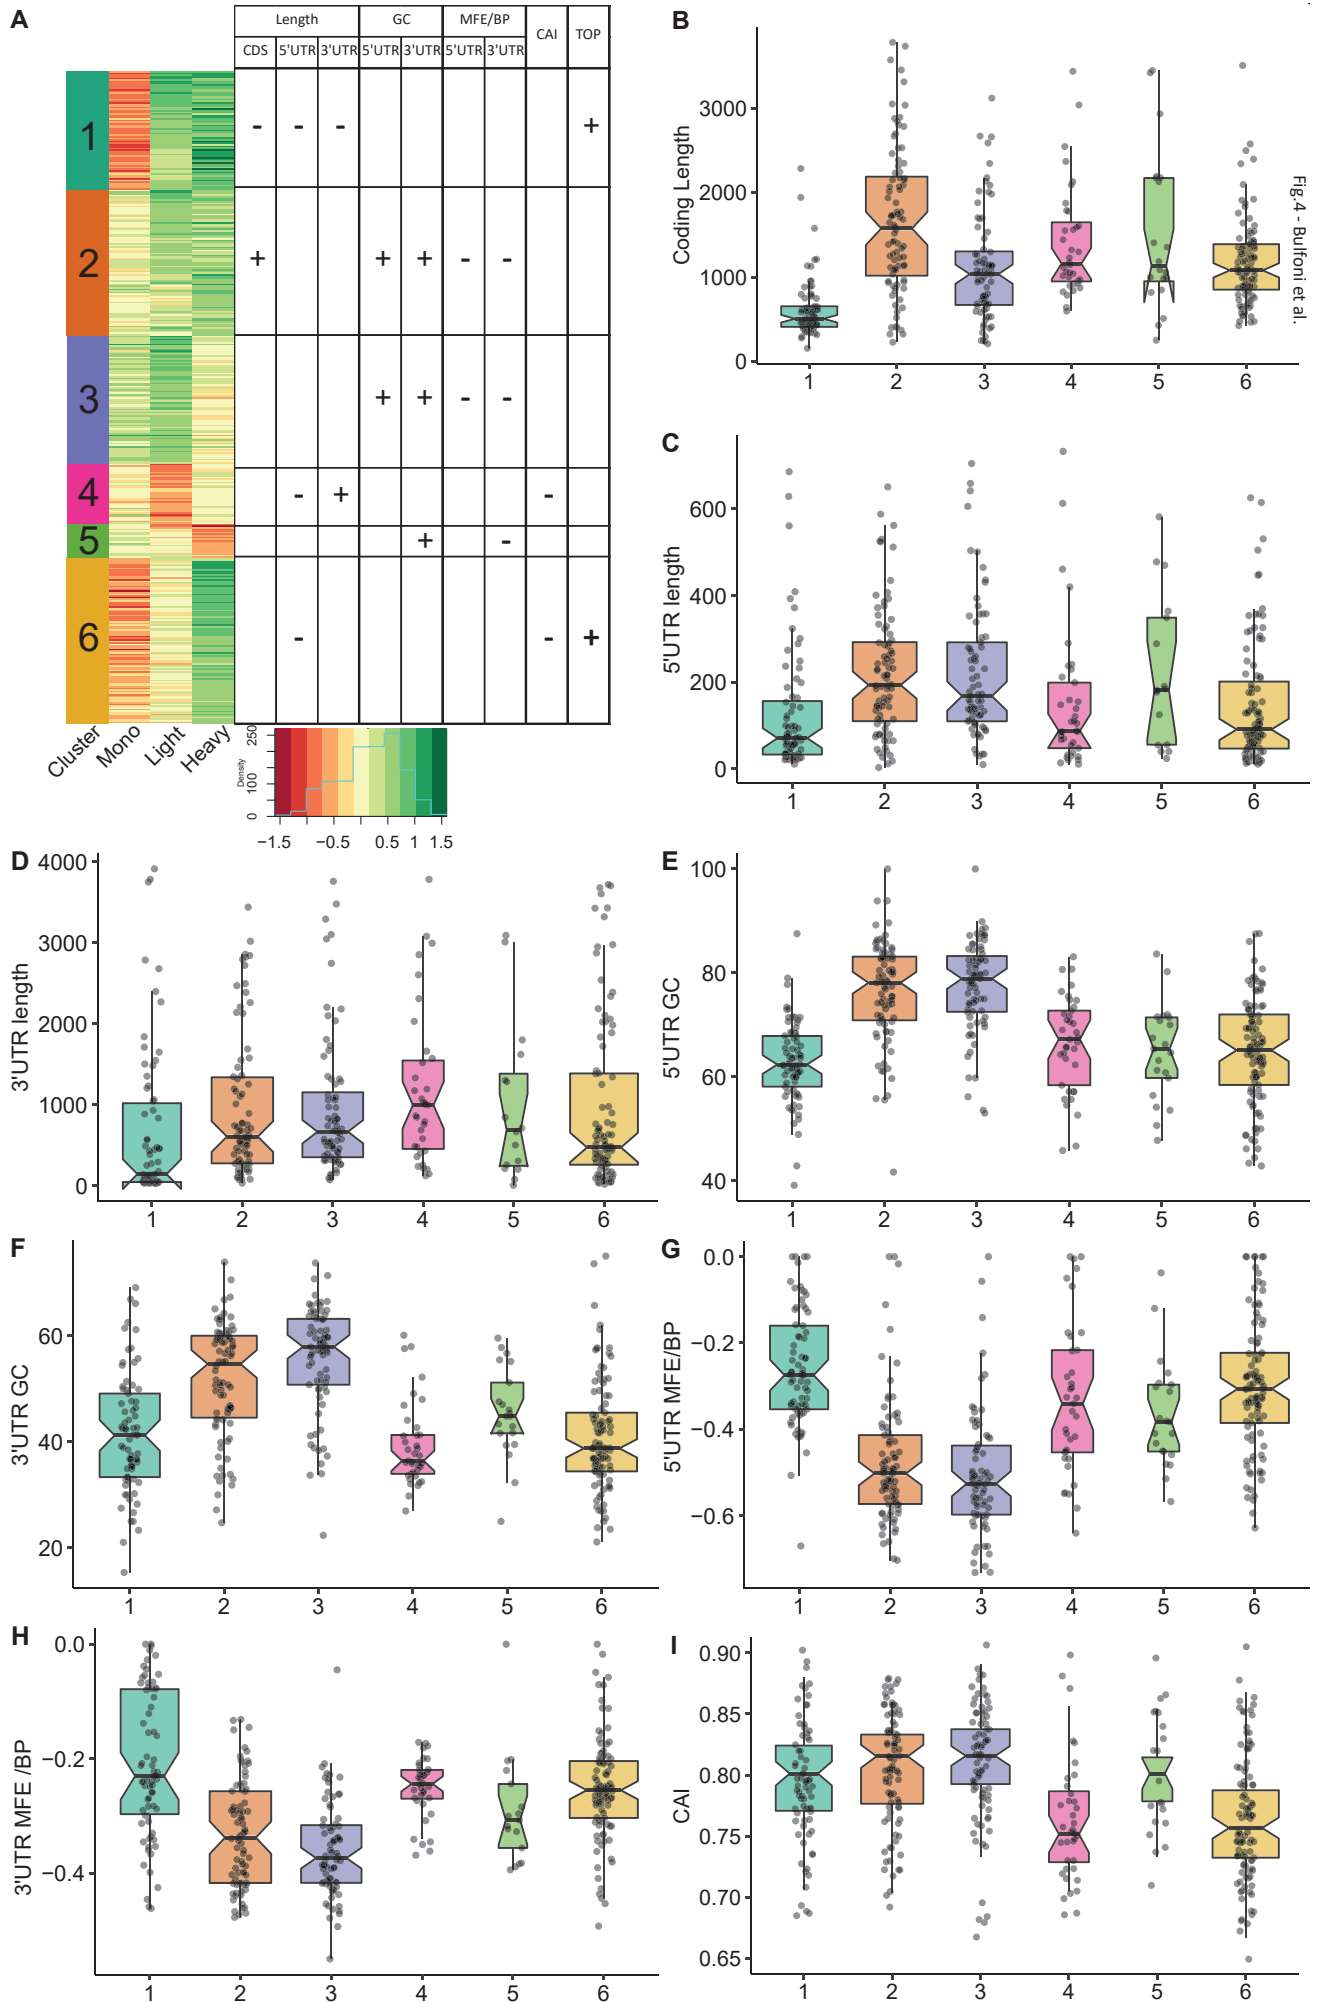 A
Length GC MFE/BP CAI TOP
CDS 5'UTR 3'UTR 5'UTR 3'UTR 5'UTR 3'UTR
1 - - - +
2 + + + - -
3 + + - -
4 - + -
5 + -
6 - - +
Cluster Mono Light Heavy
Density
0 100 250
−1.5 −0.5 0.5 1 1.5
B
Coding Length
3000
2000
1000
0
1 2 3 4 5 6
Fig.4 - Bulfoni et al.
C
5'UTR length
600
400
200
0
1 2 3 4 5 6
D
3'UTR length
4000
3000
2000
1000
0
1 2 3 4 5 6
E
5'UTR GC
100
80
60
40
1 2 3 4 5 6
F
3'UTR GC
60
40
20
1 2 3 4 5 6
G
5'UTR MFE/BP
0.0
−0.2
−0.4
−0.6
1 2 3 4 5 6
H
3'UTR MFE /BP
0.0
−0.2
−0.4
1 2 3 4 5 6
I
CAI
0.90
0.85
0.80
0.75
0.70
0.65
1 2 3 4 5 6